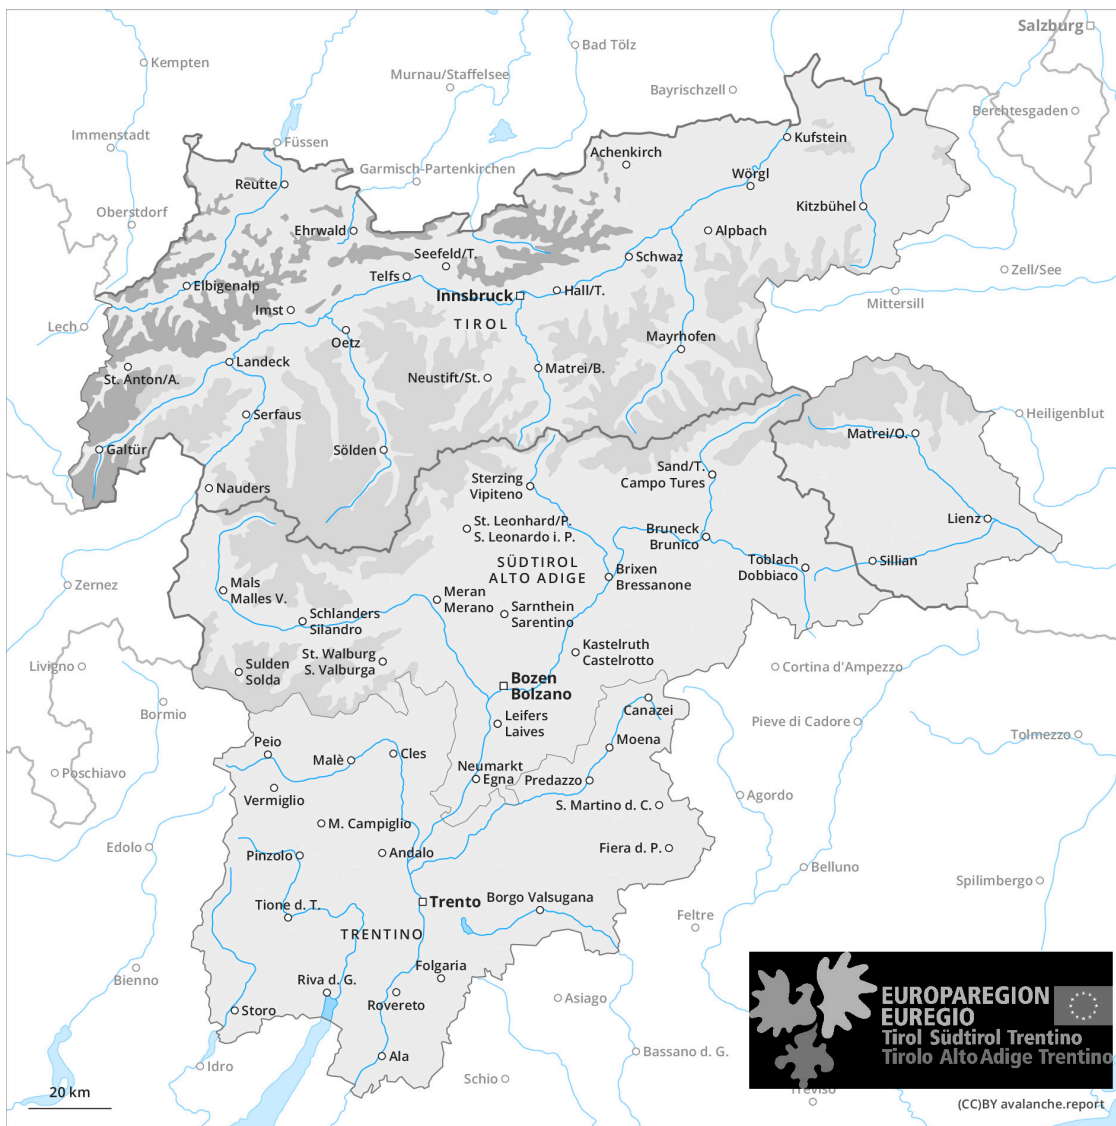 Salzburg
Bad Tölz
Kempten
Murnau/Staffelsee
Bayrischzell
Berchtesgaden
Immenstadt
Füssen
Kufstein
Achenkirch
Garmisch-Partenkirchen
Wörgl
Reutte
Oberstdorf
Kitzbühel
Ehrwald
Alpbach
Seefeld/T.
Schwaz
Zell/See
Telfs
Elbigenalp
Hall/T.
Innsbruck
Mittersill
Imst
TIROL
Lech
Oetz
Mayrhofen
Landeck
Matrei/B.
St. Anton/A.
Neustift/St.
Serfaus
Heiligenblut
Matrei/O.
Galtür
Sölden
Sand/T.
Campo Tures
Sterzing
Vipiteno
Nauders
Lienz
St. Leonhard/P.
S. Leonardo i. P.
Bruneck
Brunico
SÜDTIROL
ALTO ADIGE
Toblach
Dobbiaco
Sillian
Brixen
Bressanone
Zernez
Mals
Malles V.
Meran
Merano
Sarnthein
Sarentino
Schlanders
Silandro
Kastelruth
Castelrotto
St. Walburg
S. Valburga
Livigno
Sulden
Solda
Cortina d'Ampezzo
Bozen
Bolzano
Canazei
Bormio
Leifers
Laives
Pieve di Cadore
Tolmezzo
Moena
Peio
Cles
Malè
Neumarkt
Egna
Predazzo
Poschiavo
Vermiglio
Agordo
S. Martino d. C.
M. Campiglio
Edolo
Pinzolo
Andalo
Fiera d. P.
Belluno
Spilimbergo
Borgo Valsugana
Trento
Tione d. T.
Feltre
TRENTINO
Folgaria
Bienno
Riva d. G.
Rovereto
Asiago
Storo
EUROPAREGION
EUREGIO
Tirol Südtirol Trentino
Tirolo Alto Adige Trentino
Ala
Idro
Bassano d. G.
Schio
Treviso
20 km
(CC)BY avalanche.report